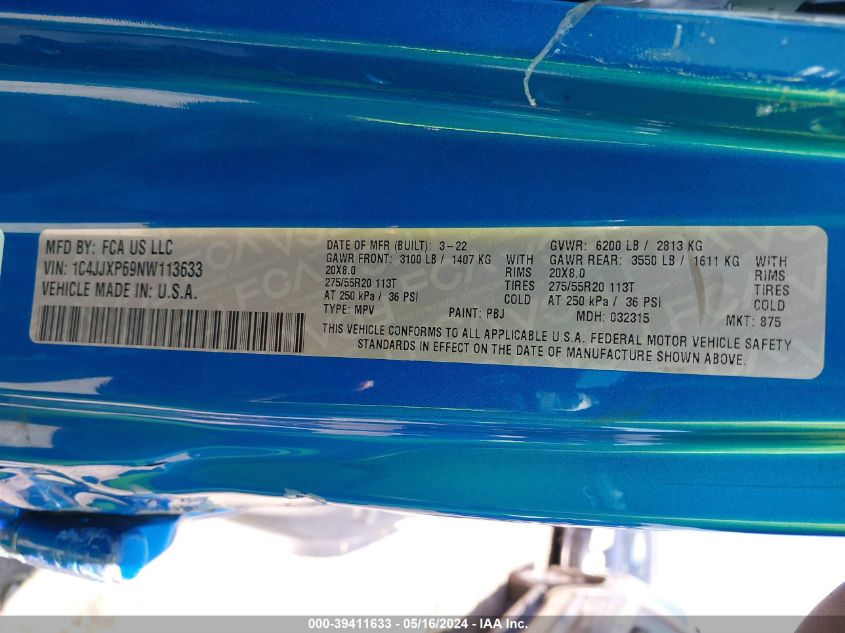 MFD BY: FCA US LLC
VIN: 1C4JJXP69NW113633
VEHICLE MADE IN: U.S.A.
DATE OF MFR (BUILT): 3-22
GAWR FRONT: 3100 LB / 1407 KG WITH
20X8.0 RIMS
275/55R20 113T TIRES
AT 250 kPa / 36 PSI COLD
TYPE: MPV PAINT: PBJ
GVWR: 6200 LB / 2813 KG
GAWR REAR: 3550 LB / 1611 KG WITH
20X8.0 RIMS
275/55R20 113T TIRES
AT 250 kPa / 36 PSI COLD
MDH: 032315 MKT: 875
THIS VEHICLE CONFORMS TO ALL APPLICABLE U.S.A. FEDERAL MOTOR VEHICLE SAFETY
STANDARDS IN EFFECT ON THE DATE OF MANUFACTURE SHOWN ABOVE.
000-39411633 - 05/16/2024 - IAA Inc.